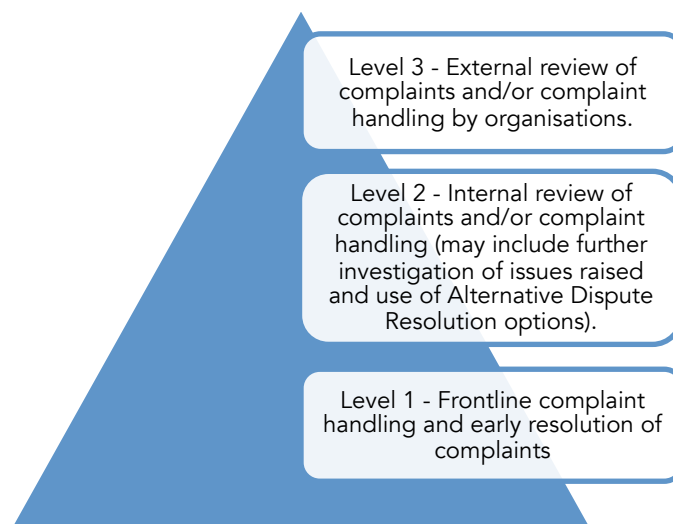 Level 3 - External review of
complaints and/or complaint
handling by organisations.
Level 2 - Internal review of
complaints and/or complaint
handling (may include further
investigation of issues raised
and use of Alternative Dispute
Resolution options).
Level 1 - Frontline complaint
handling and early resolution of
complaints